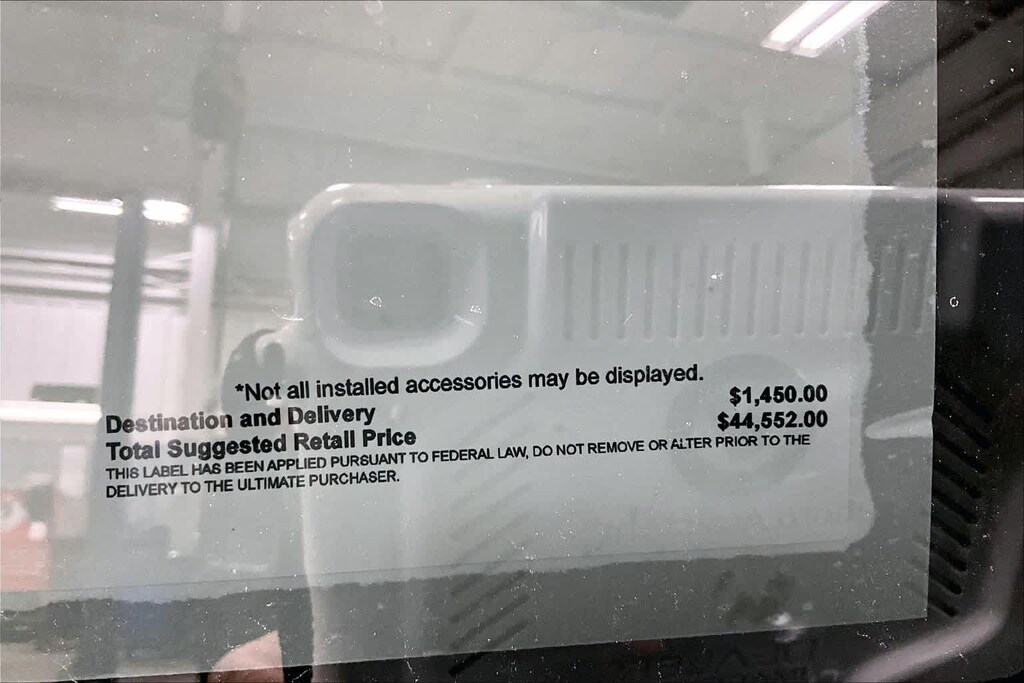 *Not all installed accessories may be displayed.
Destination and Delivery $1,450.00
Total Suggested Retail Price $44,552.00
THIS LABEL HAS BEEN APPLIED PURSUANT TO FEDERAL LAW, DO NOT REMOVE OR ALTER PRIOR TO THE
DELIVERY TO THE ULTIMATE PURCHASER.